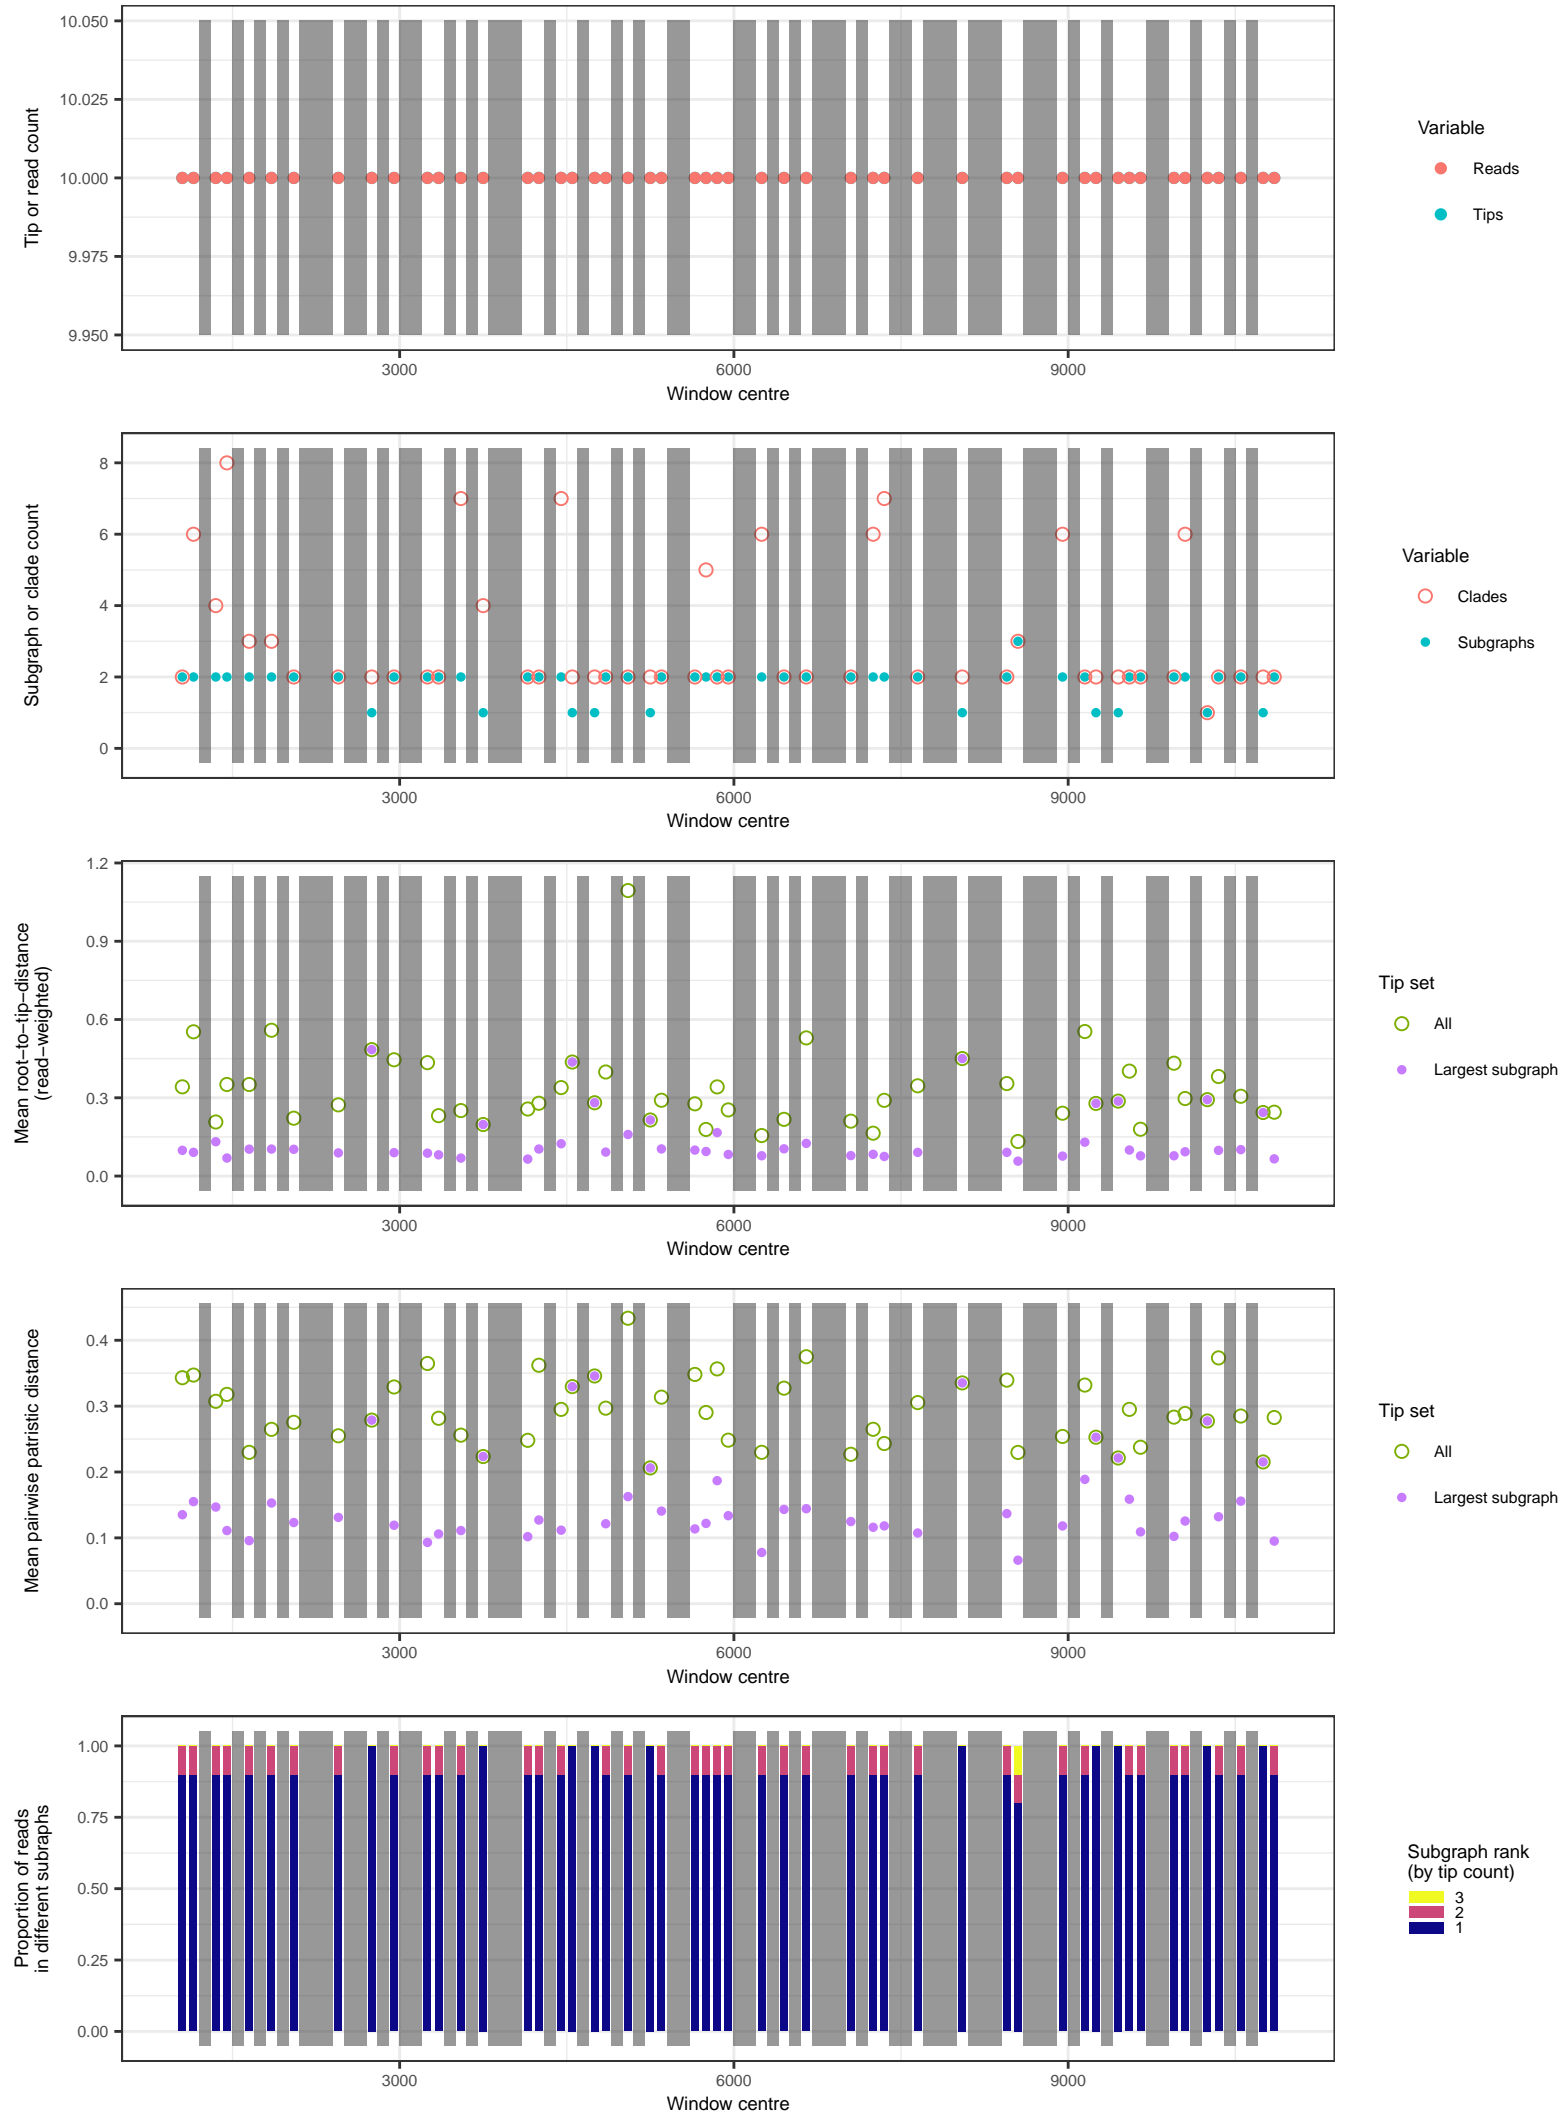 10.050
10.025
10.000
9.975
9.950
Tip or read count
3000 6000 9000
Window centre
Variable
Reads
Tips
8
6
4
2
0
Subgraph or clade count
3000 6000 9000
Window centre
Variable
Clades
Subgraphs
1.2
0.9
0.6
0.3
0.0
Mean root−to−tip−distance
(read−weighted)
3000 6000 9000
Window centre
Tip set
All
Largest subgraph
0.4
0.3
0.2
0.1
0.0
Mean pairwise patristic distance
3000 6000 9000
Window centre
Tip set
All
Largest subgraph
1.00
0.75
0.50
0.25
0.00
Proportion of reads
in different subraphs
3000 6000 9000
Window centre
Subgraph rank
(by tip count)
3
2
1